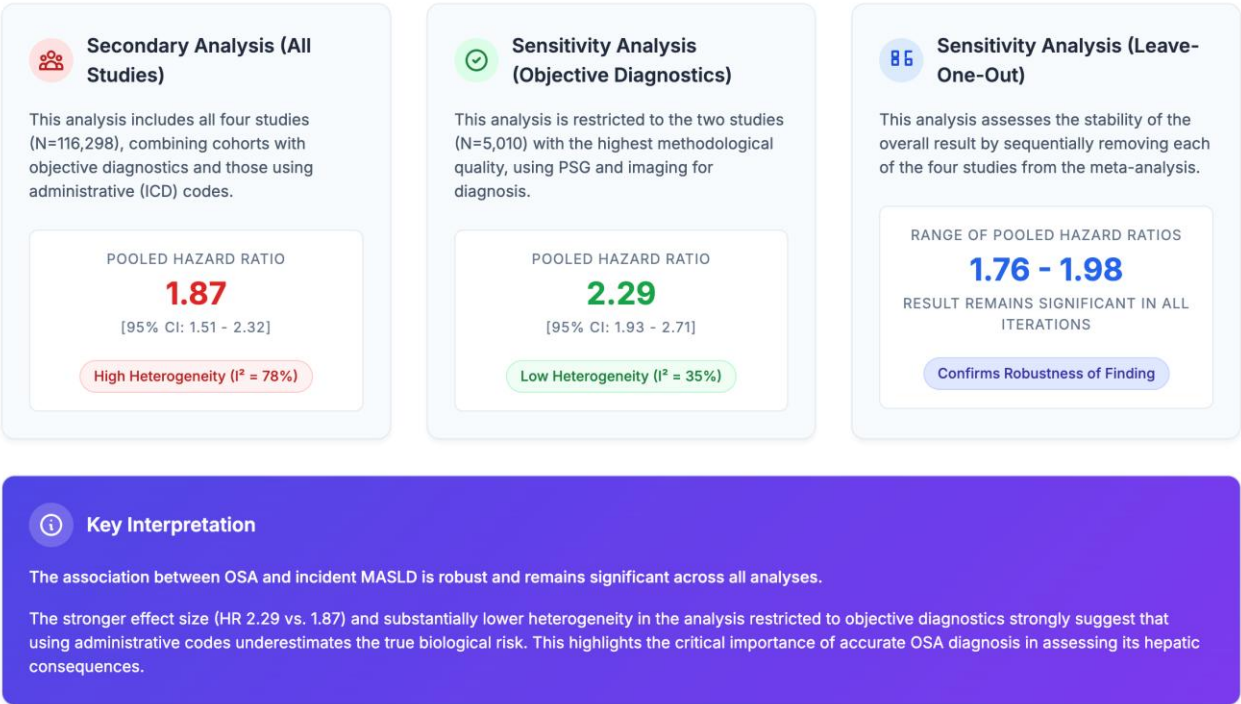 Secondary Analysis (All
Studies)
This analysis includes all four studies
(N=116,298), combining cohorts with
objective diagnostics and those using
administrative (ICD) codes.
POOLED HAZARD RATIO
1.87
[95% CI: 1.51 - 2.32]
High Heterogeneity (I² = 78%)
Sensitivity Analysis
(Objective Diagnostics)
This analysis is restricted to the two studies
(N=5,010) with the highest methodological
quality, using PSG and imaging for
diagnosis.
POOLED HAZARD RATIO
2.29
[95% CI: 1.93 - 2.71]
Low Heterogeneity (I² = 35%)
Sensitivity Analysis (Leave-
One-Out)
This analysis assesses the stability of the
overall result by sequentially removing each
of the four studies from the meta-analysis.
RANGE OF POOLED HAZARD RATIOS
1.76 - 1.98
RESULT REMAINS SIGNIFICANT IN ALL
ITERATIONS
Confirms Robustness of Finding
Key Interpretation
The association between OSA and incident MASLD is robust and remains significant across all analyses.
The stronger effect size (HR 2.29 vs. 1.87) and substantially lower heterogeneity in the analysis restricted to objective diagnostics strongly suggest that
using administrative codes underestimates the true biological risk. This highlights the critical importance of accurate OSA diagnosis in assessing its hepatic
consequences.